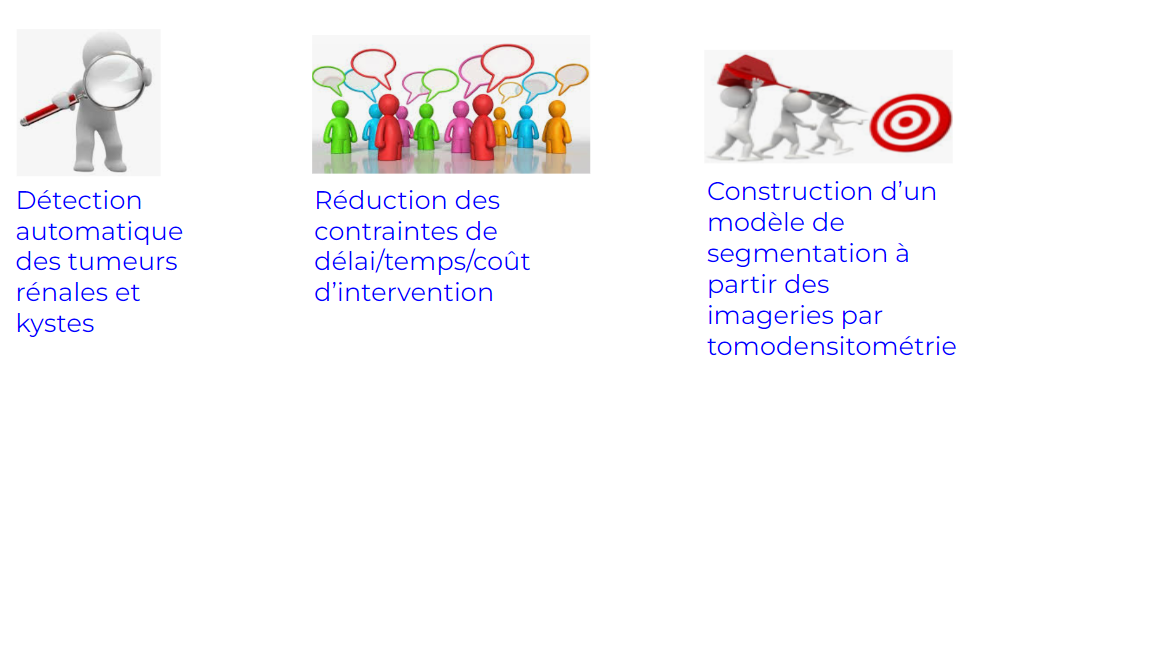 Détection
automatique
des tumeurs
rénales et
kystes
Réduction des
contraintes de
délai/temps/coût
d’intervention
Construction d’un
modèle de
segmentation à
partir des
imageries par
tomodensitométrie